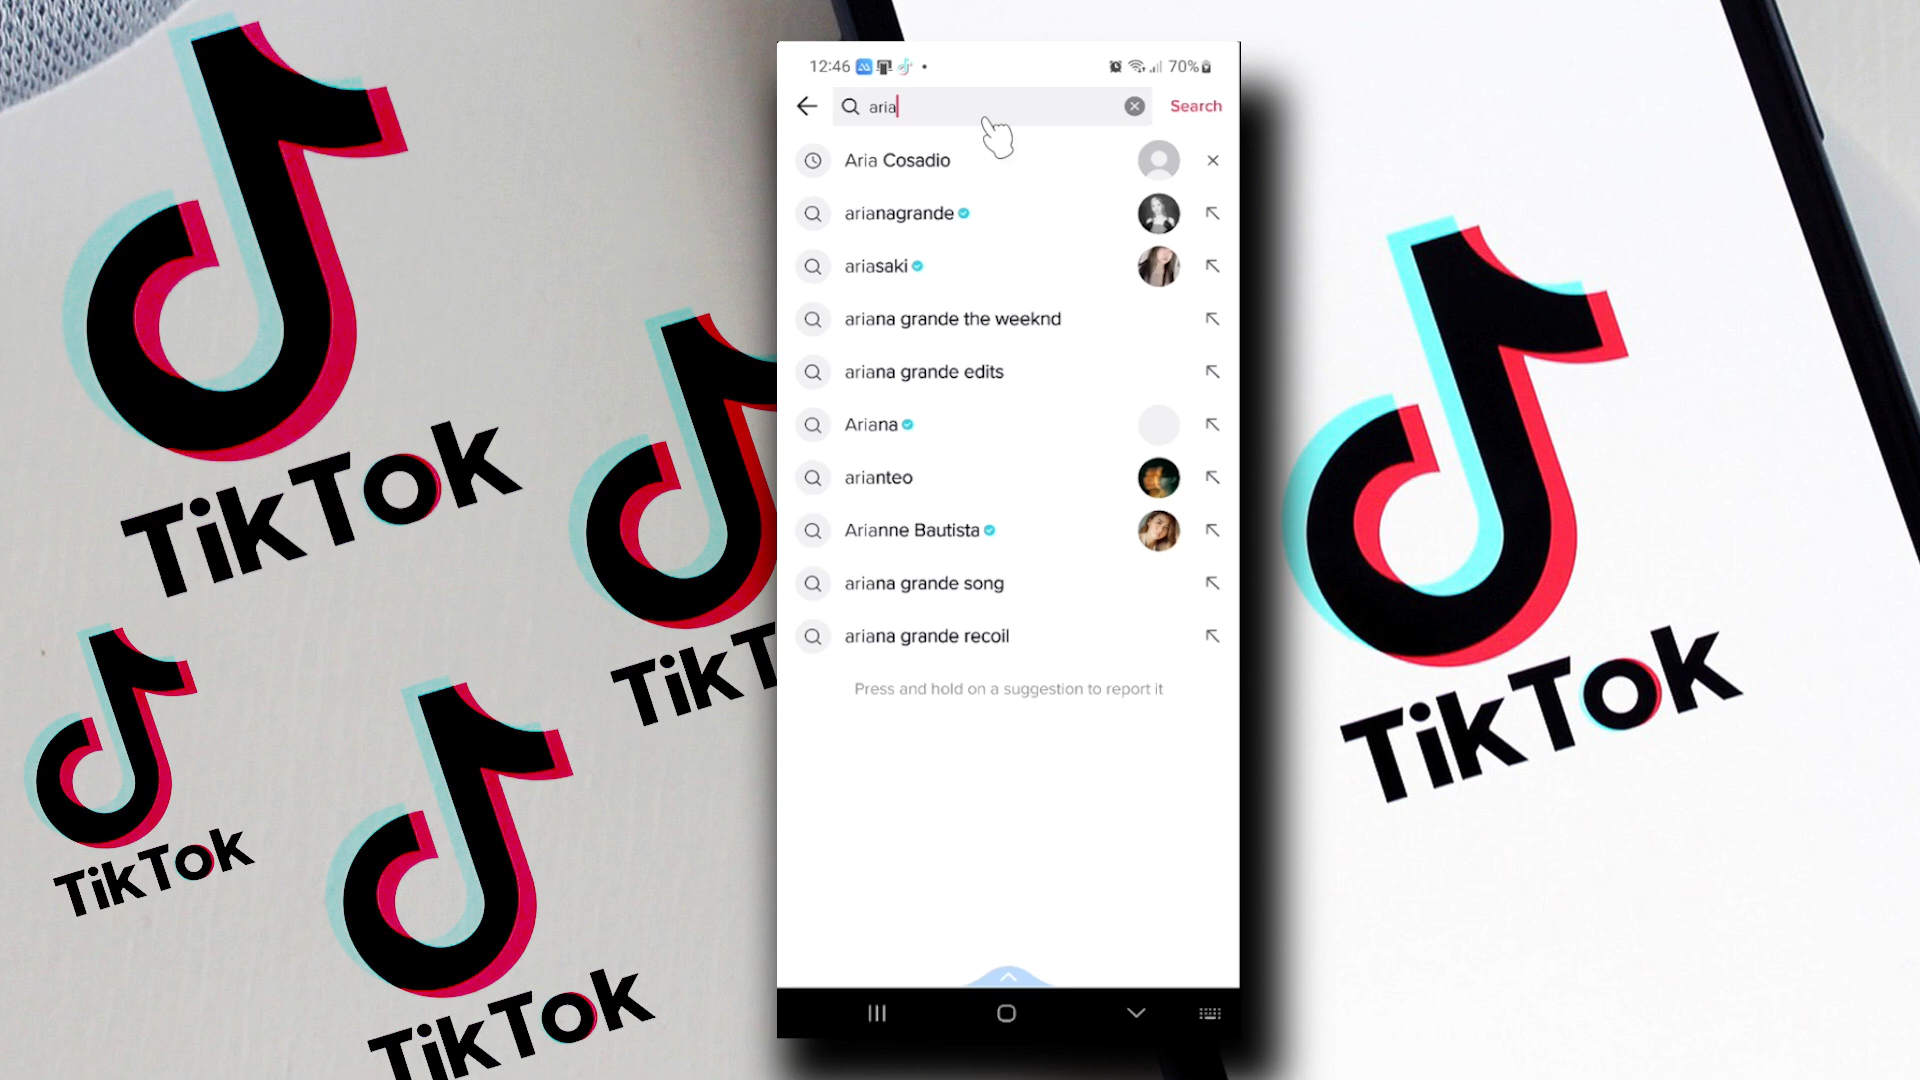 12:46
70%
aria
Search
Aria Cosadio
arianagrande
ariasaki
ariana grande the weeknd
ariana grande edits
Ariana
arianteo
Arianne Bautista
ariana grande song
ariana grande recoil
Press and hold on a suggestion to report it
TikTok
TikT
TikTok
TikTok
TikTok